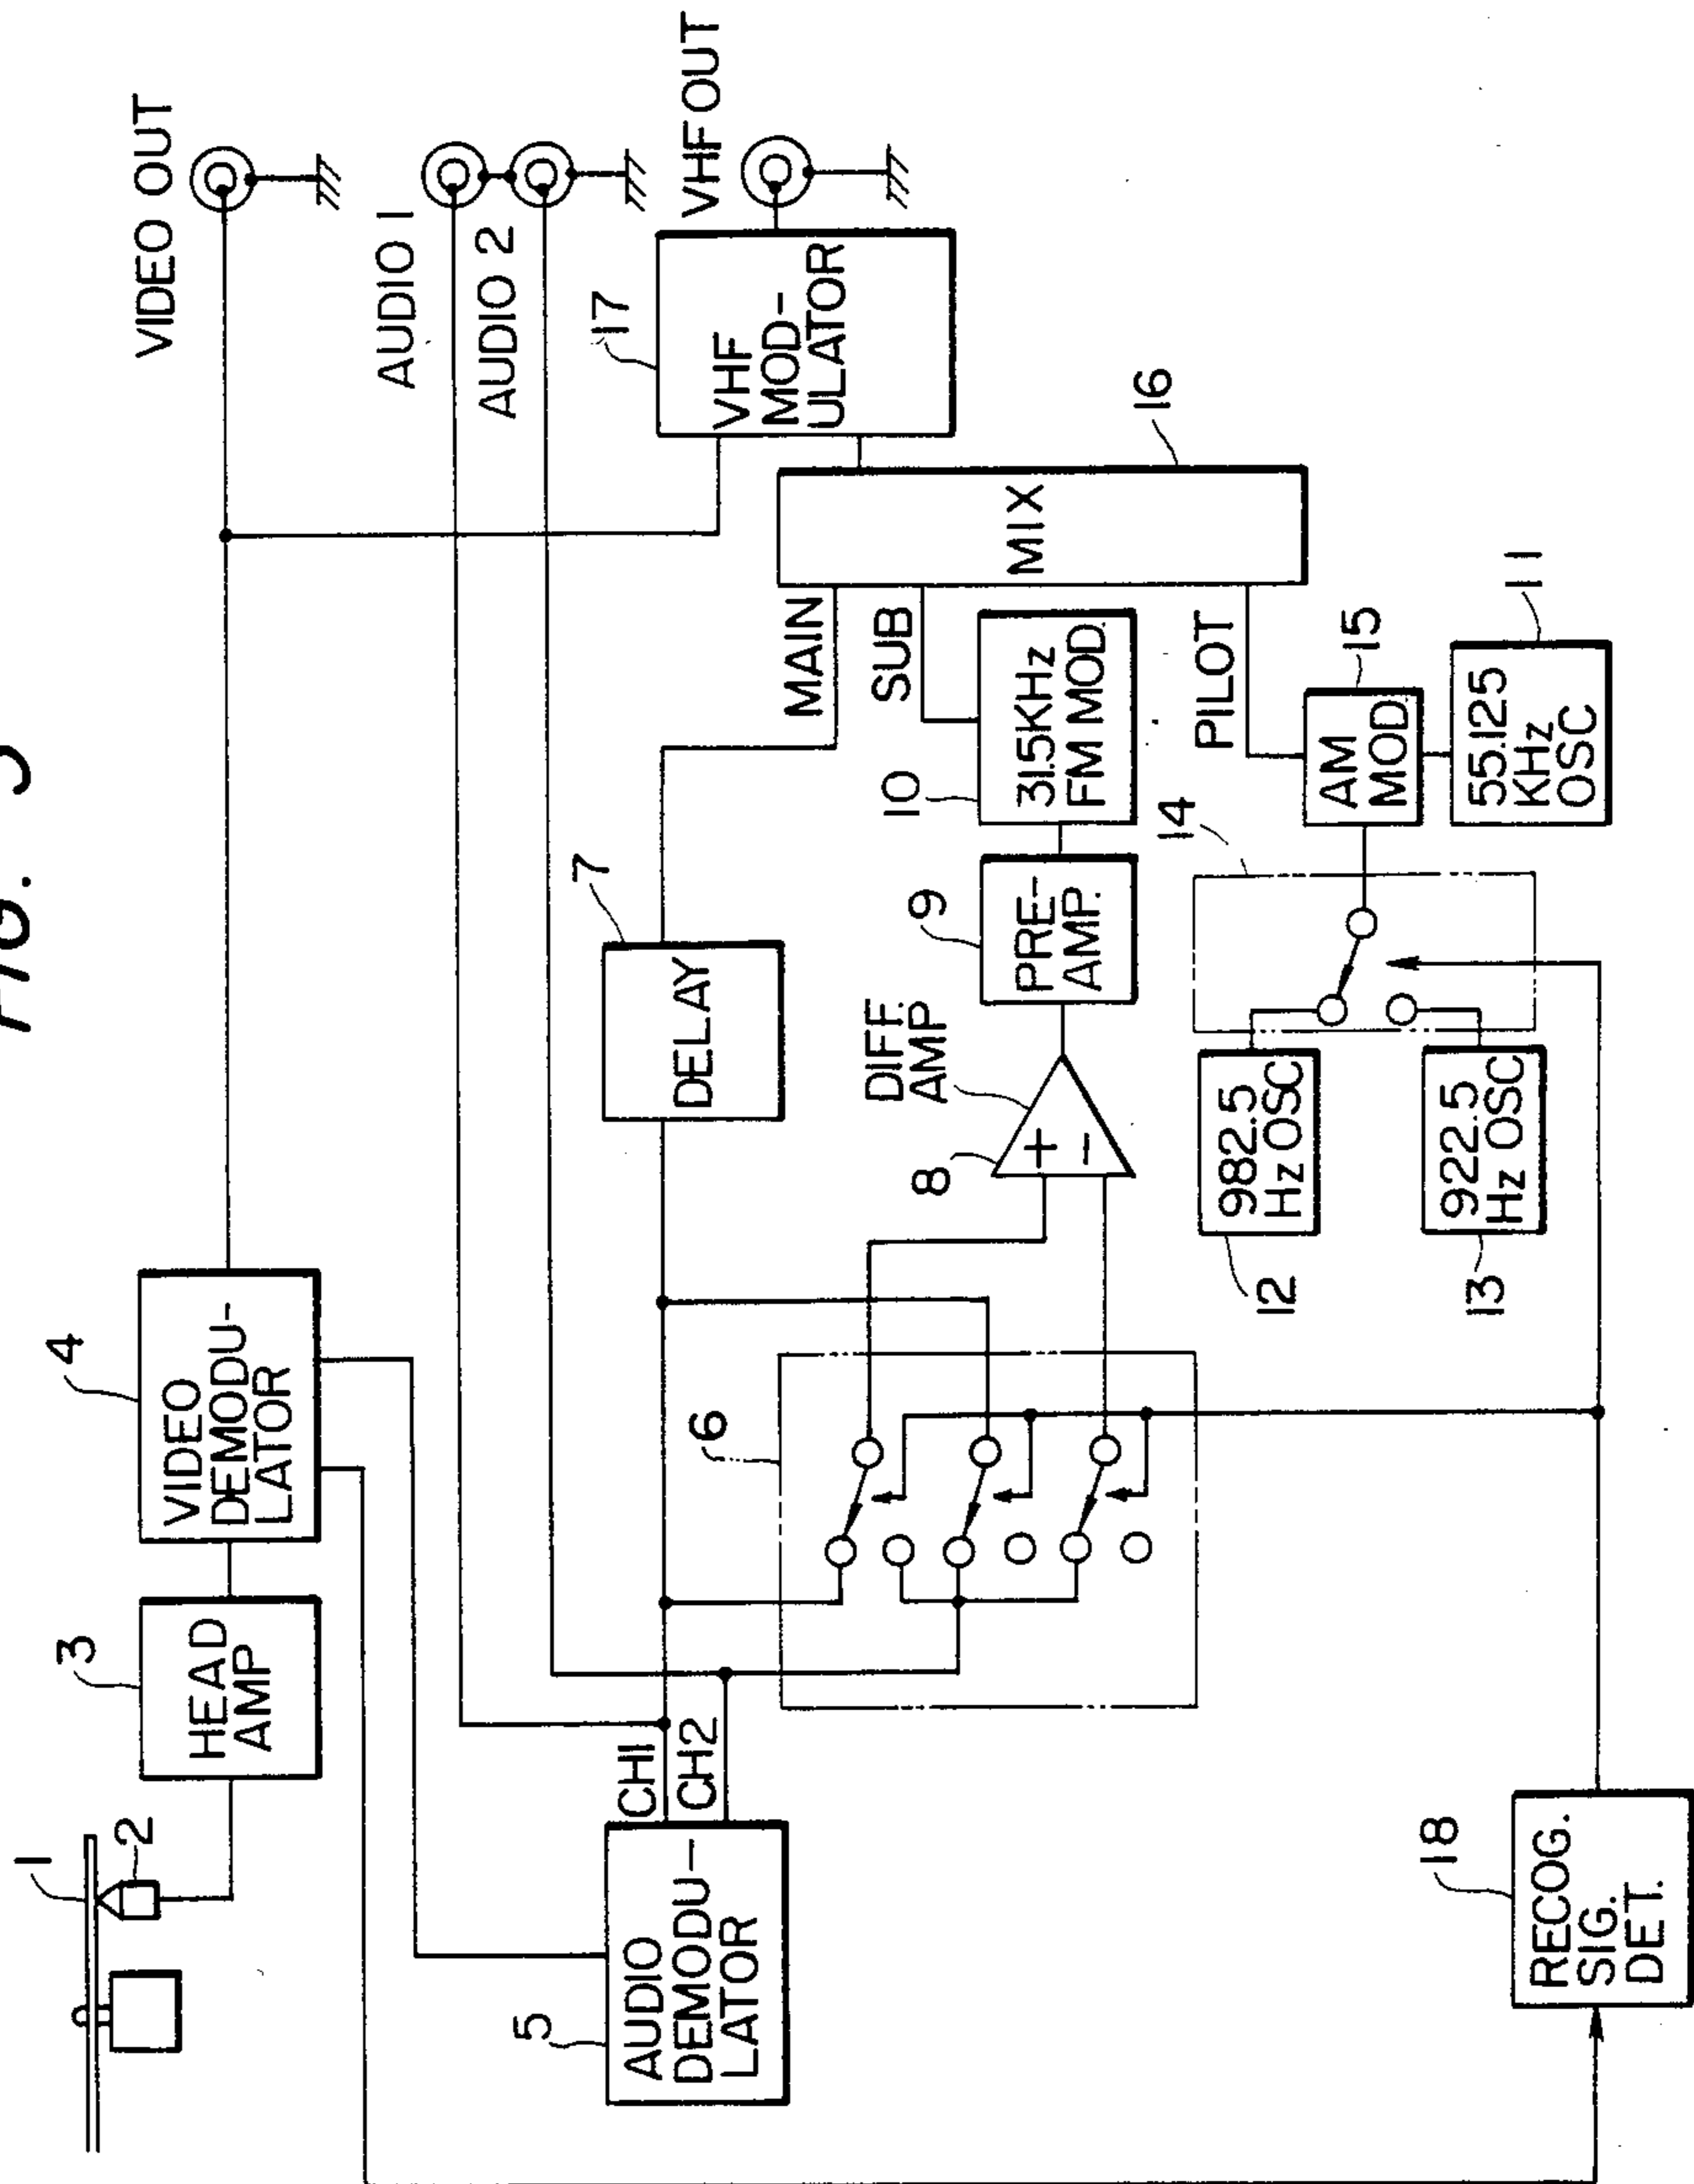 FIG. 3
VIDEO OUT
AUDIO 1
AUDIO 2
VHF OUT
1
2
3
HEAD
AMP
4
VIDEO
DEMODU-
LATOR
5
AUDIO
DEMODU-
LATOR
CH1
CH2
6
7
DELAY
17
VHF
MOD-
ULATOR
16
MIX
MAIN
SUB
PILOT
8
DIFF.
AMP
+
-
9
PRE-
AMP.
10
31.5KHz
FM MOD.
14
15
AM
MOD.
11
55.125
KHz
OSC
982.5
Hz OSC
12
922.5
Hz OSC
13
18
RECOG.
SIG.
DET.